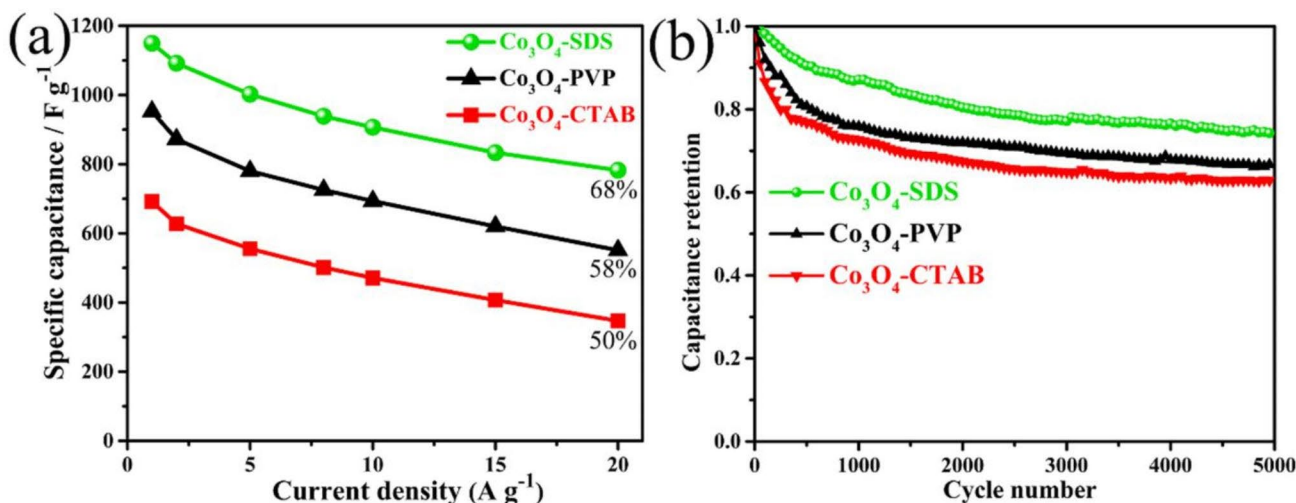 (a)
Specific capacitance / F g⁻¹
1200
1000
800
600
400
200
0
Co₃O₄-SDS
Co₃O₄-PVP
Co₃O₄-CTAB
68%
58%
50%
0
5
10
15
20
Current density (A g⁻¹)
(b)
Capacitance retention
1.0
0.8
0.6
0.4
0.2
0.0
Co₃O₄-SDS
Co₃O₄-PVP
Co₃O₄-CTAB
0
1000
2000
3000
4000
5000
Cycle number